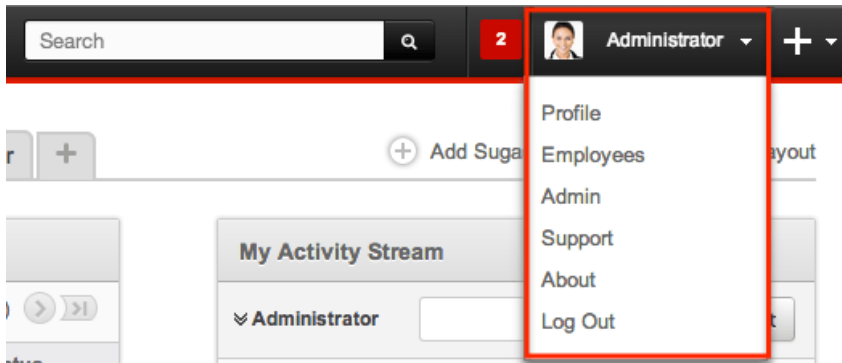 Search
2
Administrator
Profile
r + Add Suga ayout
Employees
Admin
Support
My Activity Stream
About
Administrator
Log Out